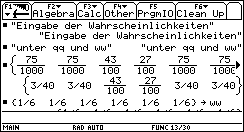 F1 F2 F3 F4 F5 F6
Algebra Calc Other PrgmIO Clean Up
"Eingabe der Wahrscheinlichkeiten"
"Eingabe der Wahrscheinlichkeiten"
"unter qq und ww" "unter qq und ww"
{ 75/1000 75/1000 43/1000 27/1000 75/1000 75/1000
{3/40 3/40 43/1000 27/1000 3/40 3/40}
{1/6 1/6 1/6 1/6 1/6 1/6} → ww
MAIN RAD AUTO FUNC 13/30